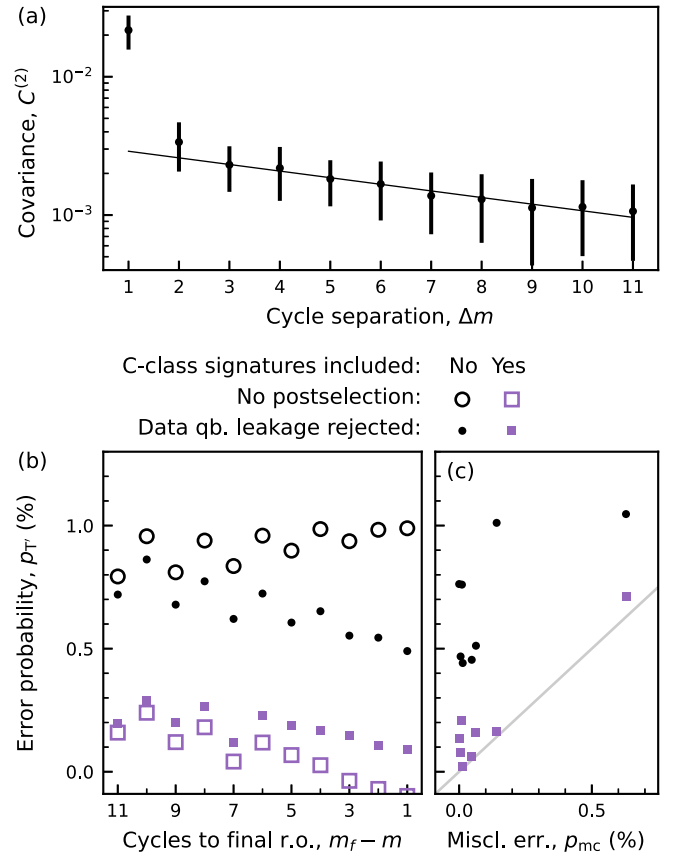 (a)
Covariance, C⁽²⁾
10⁻²
10⁻³
1 2 3 4 5 6 7 8 9 10 11
Cycle separation, Δm
C-class signatures included: No Yes
No postselection:
Data qb. leakage rejected:
(b)
(c)
Error probability, p_T′ (%)
1.0
0.5
0.0
11 9 7 5 3 1
Cycles to final r.o., m_f − m
0.0 0.5
Miscl. err., p_mc (%)